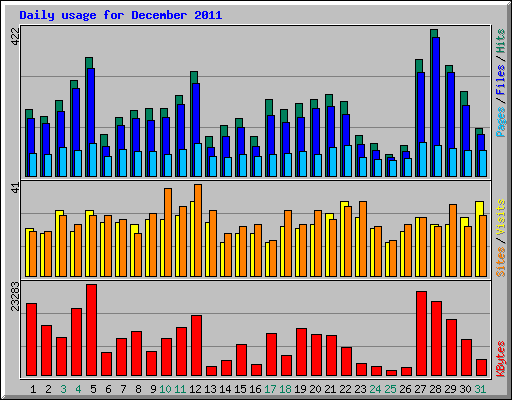 Daily usage for December 2011
422
Pages / Files / Hits
41
Sites / Visits
23283
KBytes
1 2 3 4 5 6 7 8 9 10 11 12 13 14 15 16 17 18 19 20 21 22 23 24 25 26 27 28 29 30 31